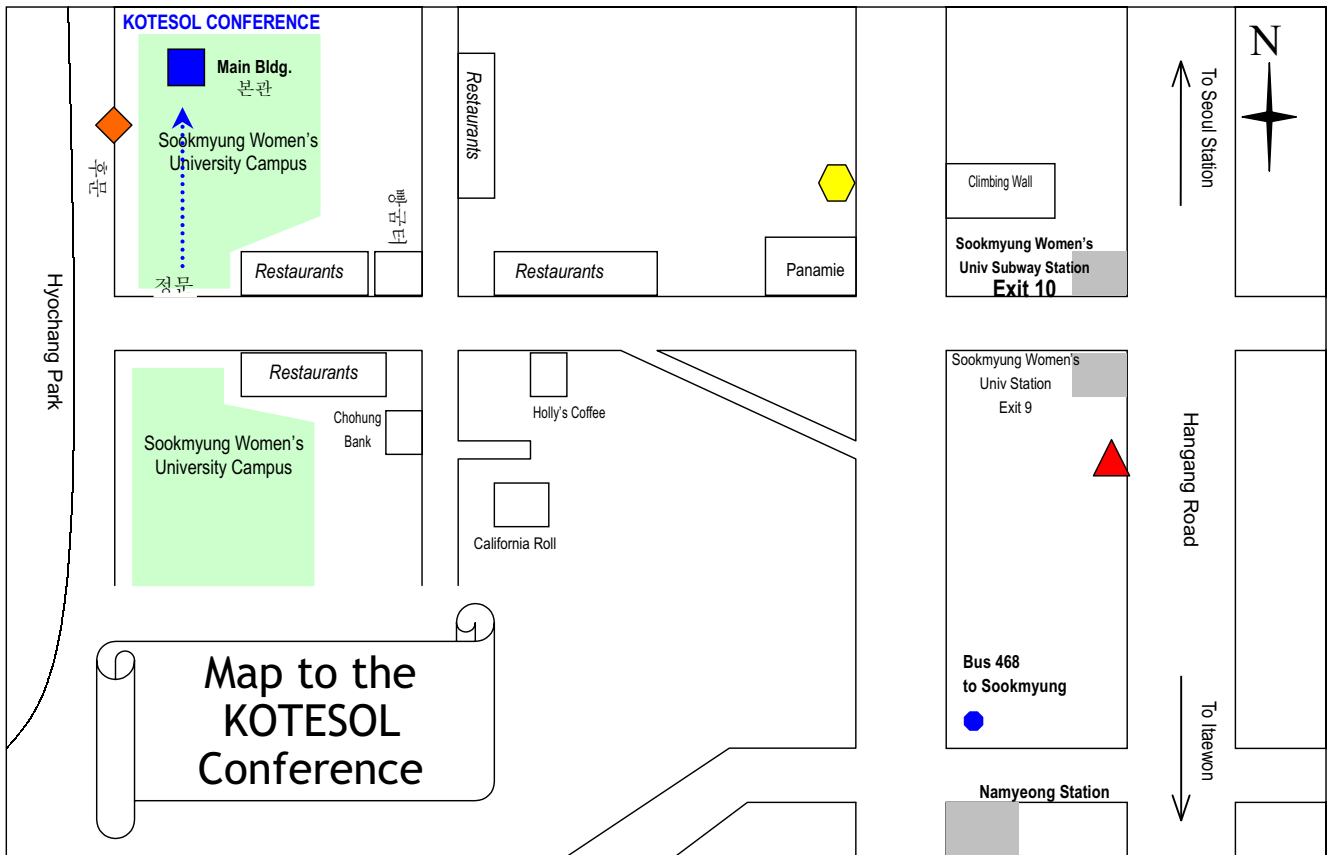 KOTESOL CONFERENCE
Main Bldg.
본관
Sookmyung Women's
University Campus
후문
정문
빵굼터
Restaurants
Restaurants
Restaurants
Panamie
Climbing Wall
Sookmyung Women's
Univ Subway Station
Exit 10
To Seoul Station
N
Hyochang Park
Restaurants
Chohung
Bank
Sookmyung Women's
University Campus
Holly's Coffee
California Roll
Sookmyung Women's
Univ Station
Exit 9
Hangang Road
Bus 468
to Sookmyung
To Itaewon
Namyeong Station
Map to the
KOTESOL
Conference